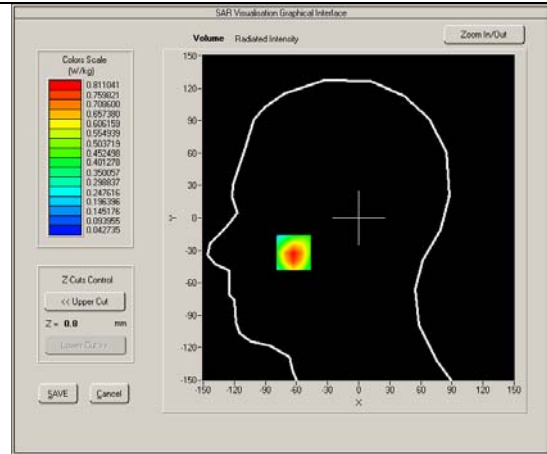 SAR Visualisation Graphical Interface
Volume Radiated Intensity
Zoom In/Out
Colors Scale
(W/kg)
0.811041
0.759821
0.708600
0.657380
0.606159
0.554939
0.503719
0.452498
0.401278
0.350057
0.298837
0.247616
0.196396
0.145176
0.093955
0.042735
Z Cuts Control
<< Upper Cut
Z = 0.0 mm
Lower Cut >>
SAVE
Cancel
150
120
90
60
30
0
-30
-60
-90
-120
-150
Y
-150 -120 -90 -60 -30 0 30 60 90 120 150
X